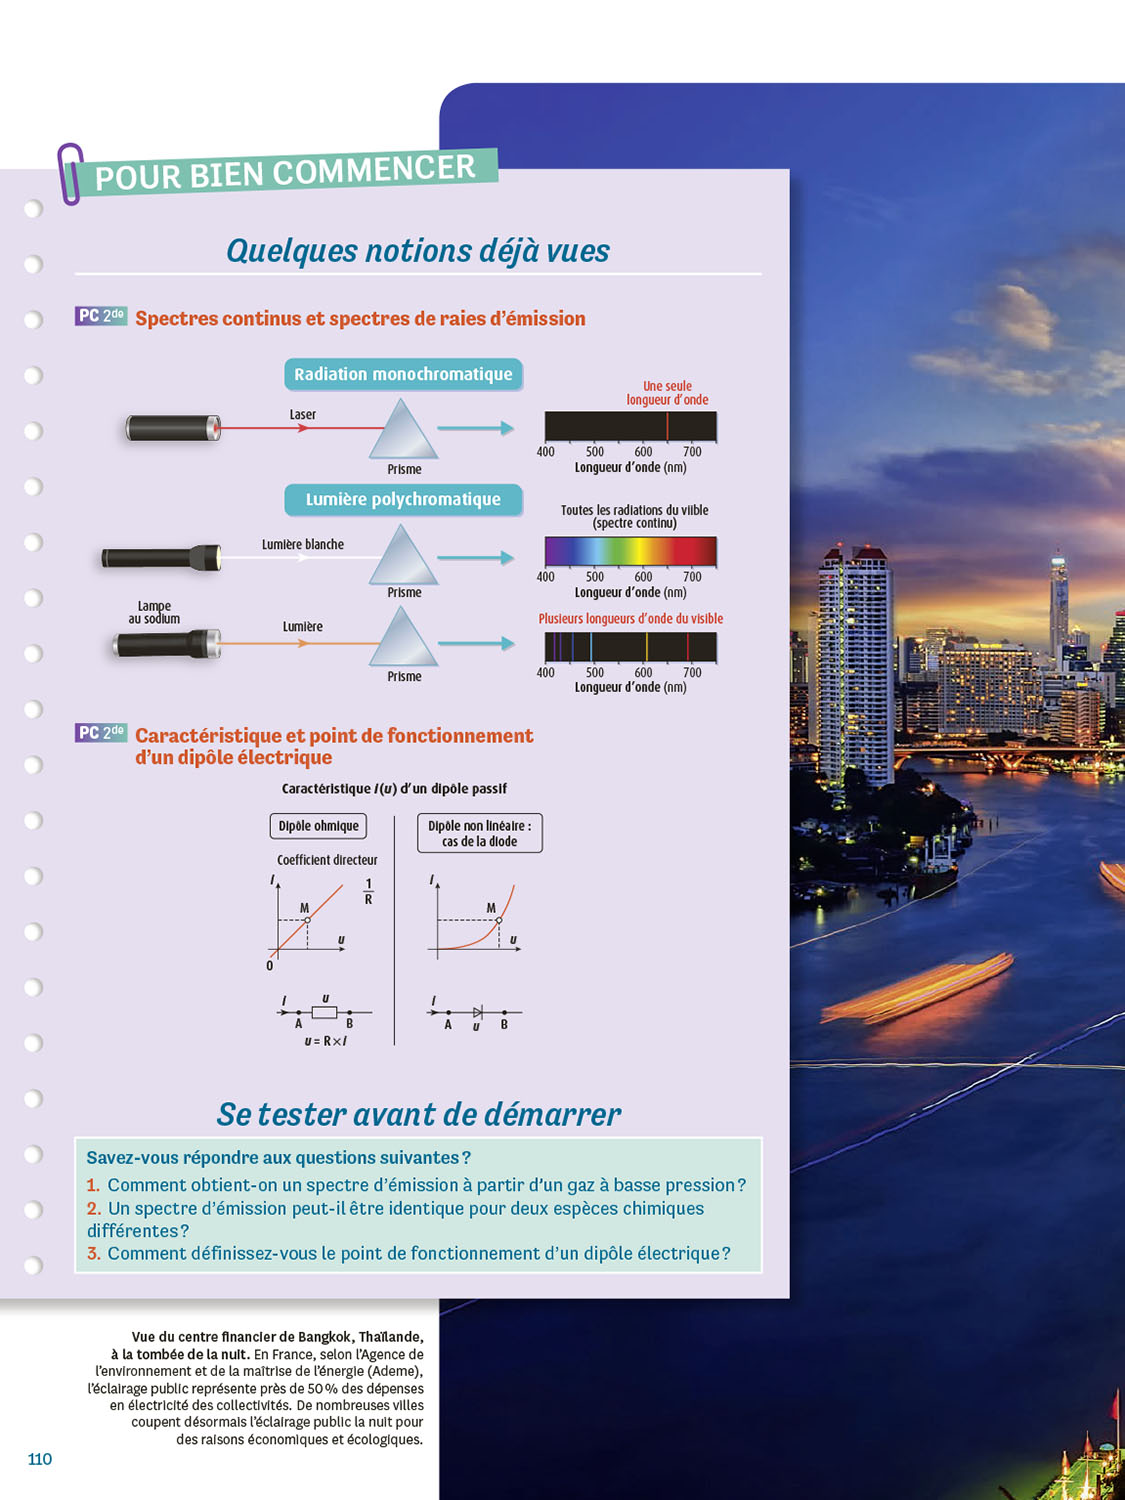 POUR BIEN COMMENCER
Quelques notions déjà vues
PC 2de Spectres continus et spectres de raies d'émission
Radiation monochromatique
Laser
Prisme
Une seule
longueur d'onde
400 500 600 700
Longueur d'onde (nm)
Lumière polychromatique
Lumière blanche
Prisme
Toutes les radiations du viible
(spectre continu)
400 500 600 700
Longueur d'onde (nm)
Lampe
au sodium
Lumière
Prisme
Plusieurs longueurs d'onde du visible
400 500 600 700
Longueur d'onde (nm)
PC 2de Caractéristique et point de fonctionnement
d'un dipôle électrique
Caractéristique I(u) d'un dipôle passif
Dipôle ohmique
Coefficient directeur
1
R
I
M
u
0
I u
A B
u = R × I
Dipôle non linéaire :
cas de la diode
I
M
u
I
A u B
Se tester avant de démarrer
Savez-vous répondre aux questions suivantes ?
1. Comment obtient-on un spectre d'émission à partir d'un gaz à basse pression ?
2. Un spectre d'émission peut-il être identique pour deux espèces chimiques
différentes ?
3. Comment définissez-vous le point de fonctionnement d'un dipôle électrique ?
Vue du centre financier de Bangkok, Thaïlande,
à la tombée de la nuit. En France, selon l'Agence de
l'environnement et de la maîtrise de l'énergie (Ademe),
l'éclairage public représente près de 50 % des dépenses
en électricité des collectivités. De nombreuses villes
coupent désormais l'éclairage public la nuit pour
des raisons économiques et écologiques.
110